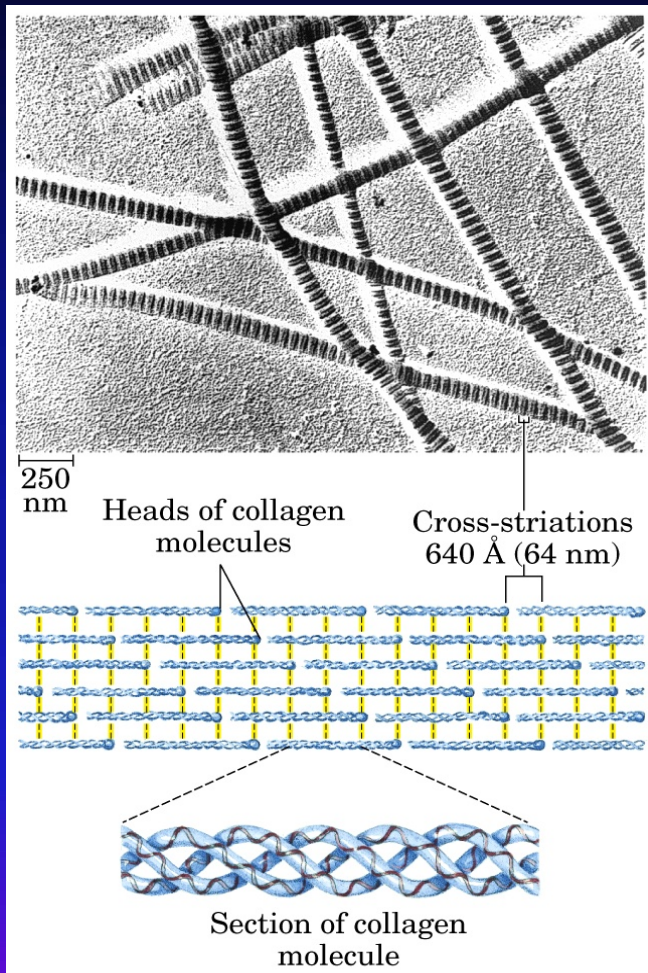 250
nm
Heads of collagen
molecules
Cross-striations
640 Å (64 nm)
Section of collagen
molecule